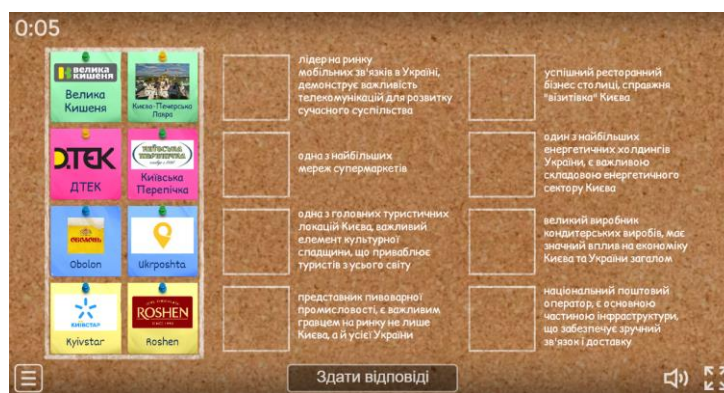 0:05
велика
кишеня
Велика
Кишеня
Києво-Печерська
Лавра
ДТЕК
ДТЕК
КИЇВСЬКА
ПЕРЕПІЧКА
Київська
Перепічка
ОБОЛОНЬ
Obolon
Ukrposhta
КИЇВСТАР
Kyivstar
ROSHEN
Roshen
лідер на ринку
мобільних зв'язків в Україні,
демонструє важливість
телекомунікацій для розвитку
сучасного суспільства
одна з найбільших
мереж супермаркетів
одна з головних туристичних
локацій Києва, важливий
елемент культурної
спадщини, що приваблює
туристів з усього світу
представник пивоварної
промисловості, є важливим
гравцем на ринку не лише
Києва, а й усієї України
успішний ресторанний
бізнес столиці, справжня
"візитівка" Києва
один з найбільших
енергетичних холдингів
України, є важливою
складовою енергетичного
сектору Києва
великий виробник
кондитерських виробів, має
значний вплив на економіку
Києва та України загалом
національний поштовий
оператор, є основною
частиною інфраструктури,
що забезпечує зручний
зв'язок і доставку
Здати відповіді